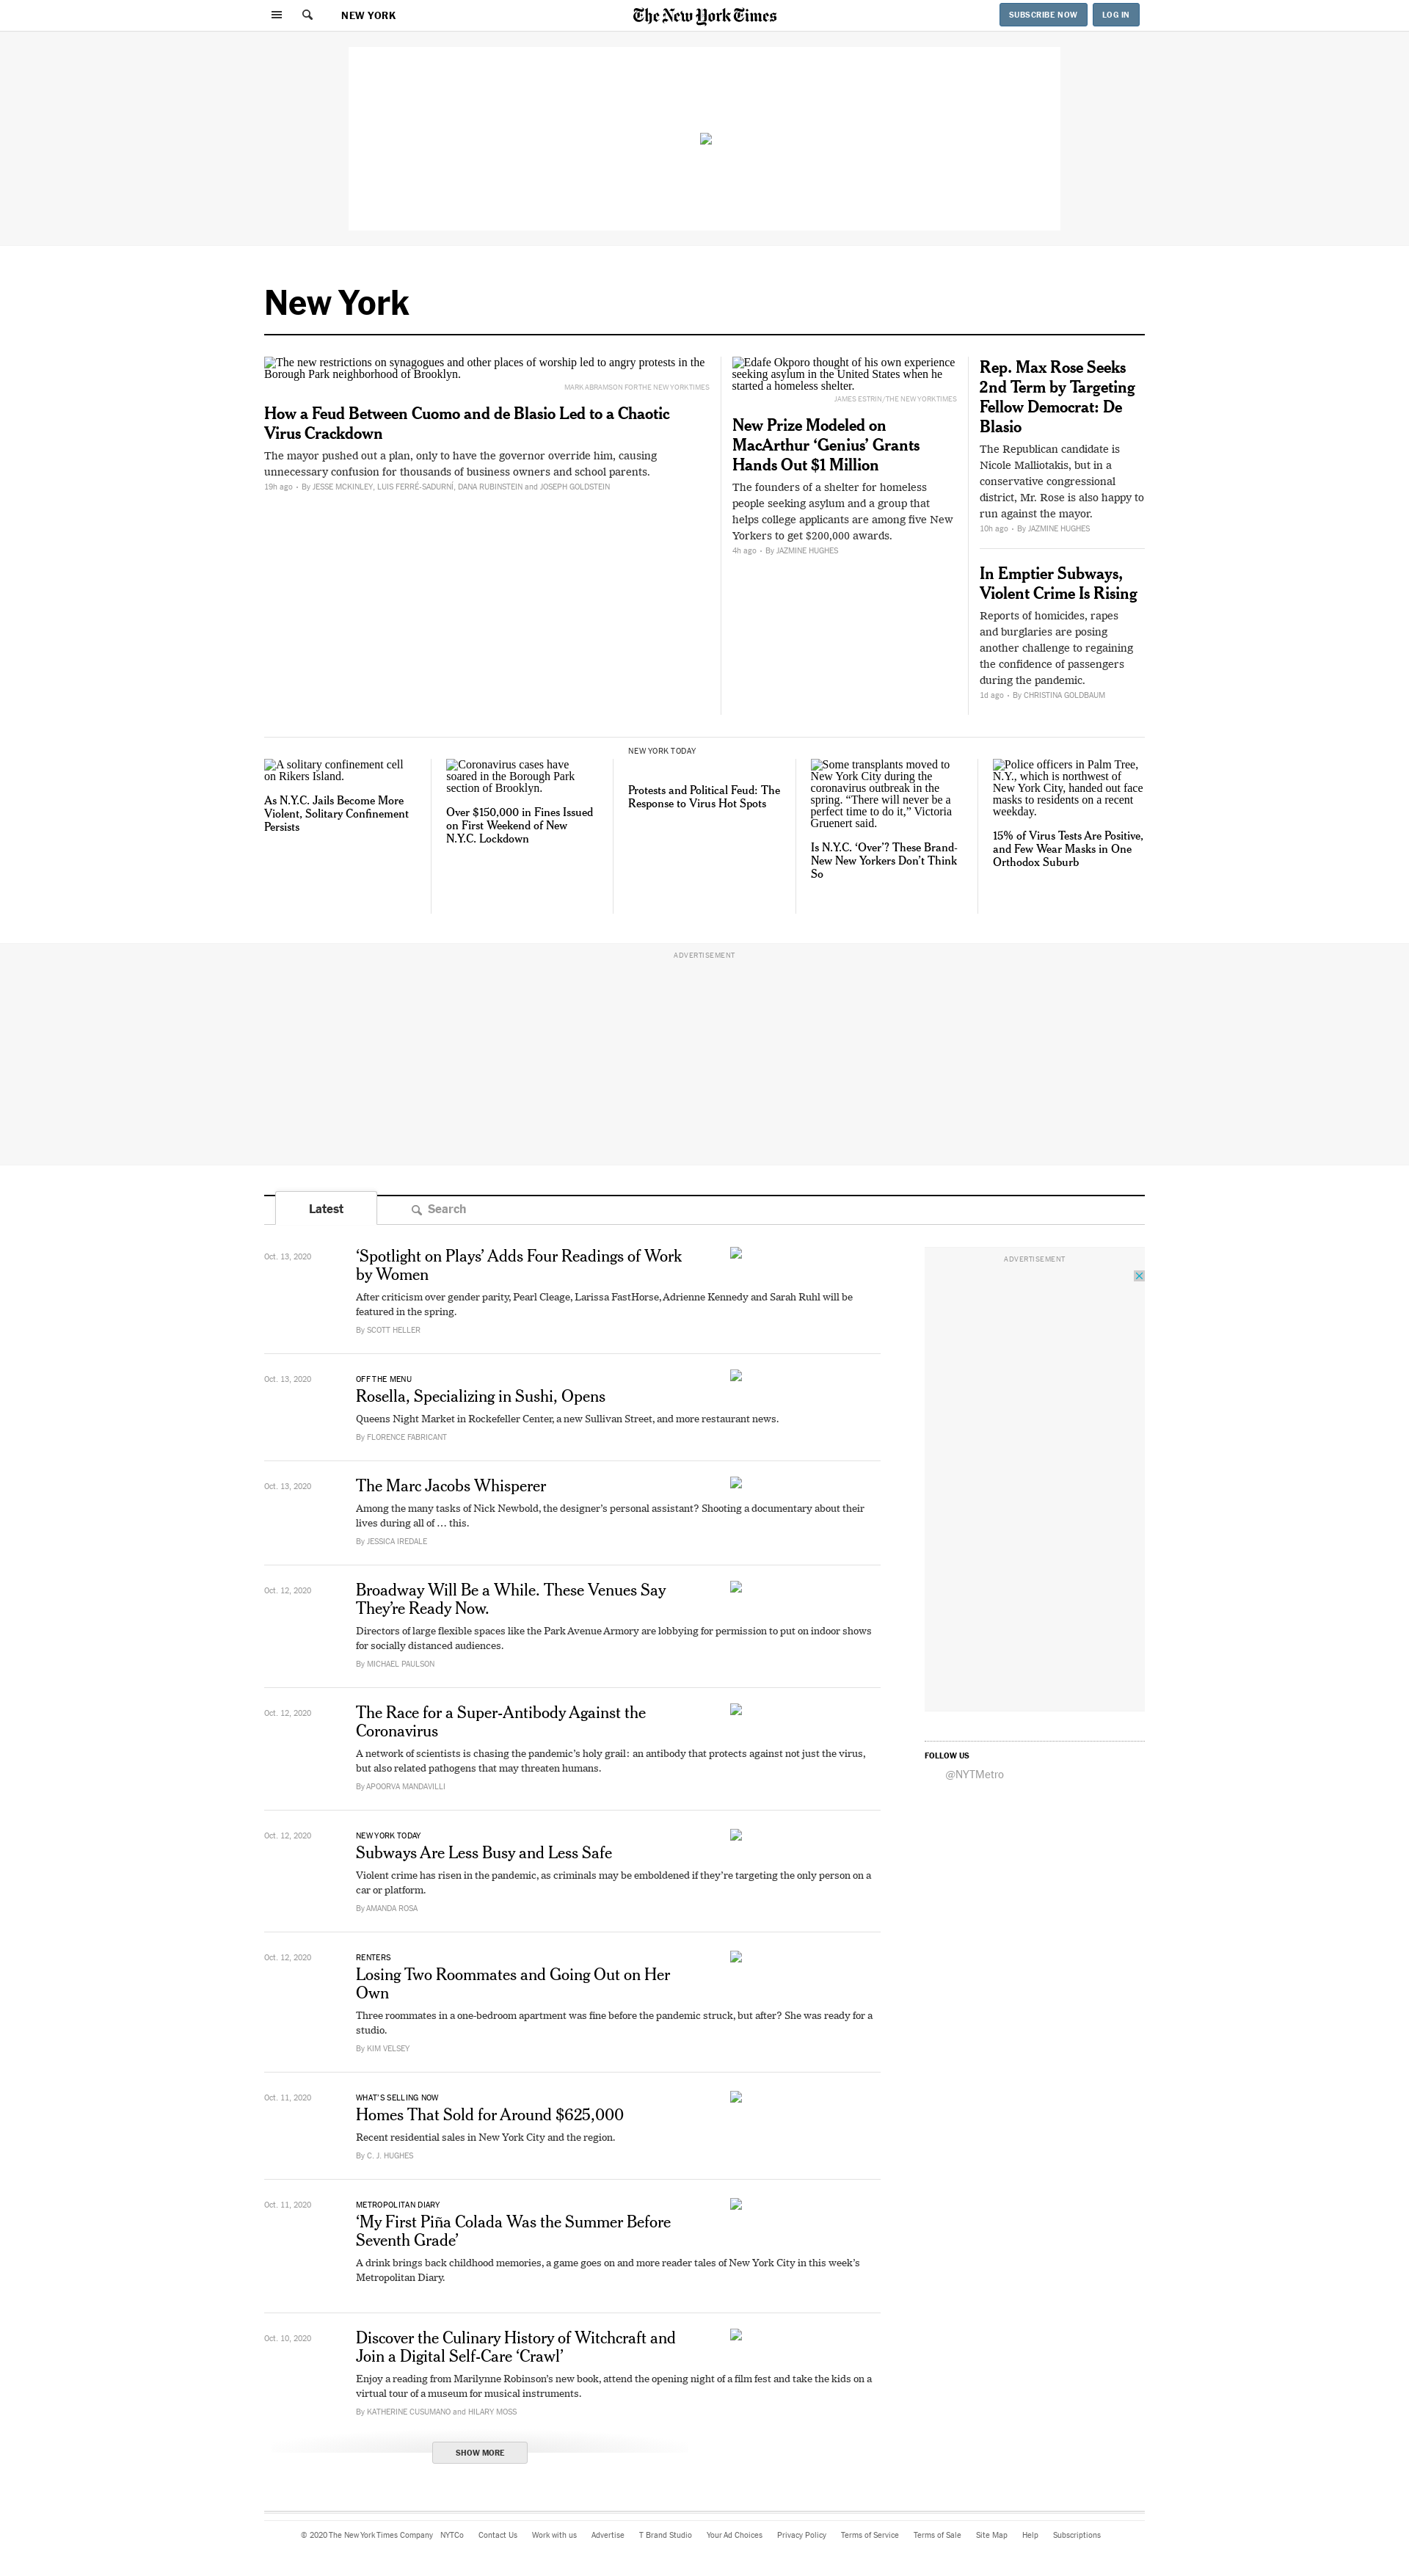 NEW YORK
The New York Times
SUBSCRIBE NOW
LOG IN
New York
The new restrictions on synagogues and other places of worship led to angry protests in the
Borough Park neighborhood of Brooklyn.
MARK ABRAMSON FOR THE NEW YORK TIMES
How a Feud Between Cuomo and de Blasio Led to a Chaotic
Virus Crackdown
The mayor pushed out a plan, only to have the governor override him, causing
unnecessary confusion for thousands of business owners and school parents.
19h ago • By JESSE MCKINLEY, LUIS FERRÉ-SADURNÍ, DANA RUBINSTEIN and JOSEPH GOLDSTEIN
Edafe Okporo thought of his own experience
seeking asylum in the United States when he
started a homeless shelter.
JAMES ESTRIN/THE NEW YORK TIMES
New Prize Modeled on
MacArthur ‘Genius’ Grants
Hands Out $1 Million
The founders of a shelter for homeless
people seeking asylum and a group that
helps college applicants are among five New
Yorkers to get $200,000 awards.
4h ago • By JAZMINE HUGHES
Rep. Max Rose Seeks
2nd Term by Targeting
Fellow Democrat: De
Blasio
The Republican candidate is
Nicole Malliotakis, but in a
conservative congressional
district, Mr. Rose is also happy to
run against the mayor.
10h ago • By JAZMINE HUGHES
In Emptier Subways,
Violent Crime Is Rising
Reports of homicides, rapes
and burglaries are posing
another challenge to regaining
the confidence of passengers
during the pandemic.
1d ago • By CHRISTINA GOLDBAUM
A solitary confinement cell
on Rikers Island.
As N.Y.C. Jails Become More
Violent, Solitary Confinement
Persists
Coronavirus cases have
soared in the Borough Park
section of Brooklyn.
Over $150,000 in Fines Issued
on First Weekend of New
N.Y.C. Lockdown
NEW YORK TODAY
Protests and Political Feud: The
Response to Virus Hot Spots
Some transplants moved to
New York City during the
coronavirus outbreak in the
spring. “There will never be a
perfect time to do it,” Victoria
Gruenert said.
Is N.Y.C. ‘Over’? These Brand-
New New Yorkers Don’t Think
So
Police officers in Palm Tree,
N.Y., which is northwest of
New York City, handed out face
masks to residents on a recent
weekday.
15% of Virus Tests Are Positive,
and Few Wear Masks in One
Orthodox Suburb
ADVERTISEMENT
Latest
Search
Oct. 13, 2020
‘Spotlight on Plays’ Adds Four Readings of Work
by Women
After criticism over gender parity, Pearl Cleage, Larissa FastHorse, Adrienne Kennedy and Sarah Ruhl will be
featured in the spring.
By SCOTT HELLER
ADVERTISEMENT
Oct. 13, 2020
OFF THE MENU
Rosella, Specializing in Sushi, Opens
Queens Night Market in Rockefeller Center, a new Sullivan Street, and more restaurant news.
By FLORENCE FABRICANT
Oct. 13, 2020
The Marc Jacobs Whisperer
Among the many tasks of Nick Newbold, the designer’s personal assistant? Shooting a documentary about their
lives during all of … this.
By JESSICA IREDALE
Oct. 12, 2020
Broadway Will Be a While. These Venues Say
They’re Ready Now.
Directors of large flexible spaces like the Park Avenue Armory are lobbying for permission to put on indoor shows
for socially distanced audiences.
By MICHAEL PAULSON
Oct. 12, 2020
The Race for a Super-Antibody Against the
Coronavirus
A network of scientists is chasing the pandemic’s holy grail: an antibody that protects against not just the virus,
but also related pathogens that may threaten humans.
By APOORVA MANDAVILLI
FOLLOW US
@NYTMetro
Oct. 12, 2020
NEW YORK TODAY
Subways Are Less Busy and Less Safe
Violent crime has risen in the pandemic, as criminals may be emboldened if they’re targeting the only person on a
car or platform.
By AMANDA ROSA
Oct. 12, 2020
RENTERS
Losing Two Roommates and Going Out on Her
Own
Three roommates in a one-bedroom apartment was fine before the pandemic struck, but after? She was ready for a
studio.
By KIM VELSEY
Oct. 11, 2020
WHAT’S SELLING NOW
Homes That Sold for Around $625,000
Recent residential sales in New York City and the region.
By C. J. HUGHES
Oct. 11, 2020
METROPOLITAN DIARY
‘My First Piña Colada Was the Summer Before
Seventh Grade’
A drink brings back childhood memories, a game goes on and more reader tales of New York City in this week’s
Metropolitan Diary.
Oct. 10, 2020
Discover the Culinary History of Witchcraft and
Join a Digital Self-Care ‘Crawl’
Enjoy a reading from Marilynne Robinson’s new book, attend the opening night of a film fest and take the kids on a
virtual tour of a museum for musical instruments.
By KATHERINE CUSUMANO and HILARY MOSS
SHOW MORE
© 2020 The New York Times Company NYTCo Contact Us Work with us Advertise T Brand Studio Your Ad Choices Privacy Policy Terms of Service Terms of Sale Site Map Help Subscriptions